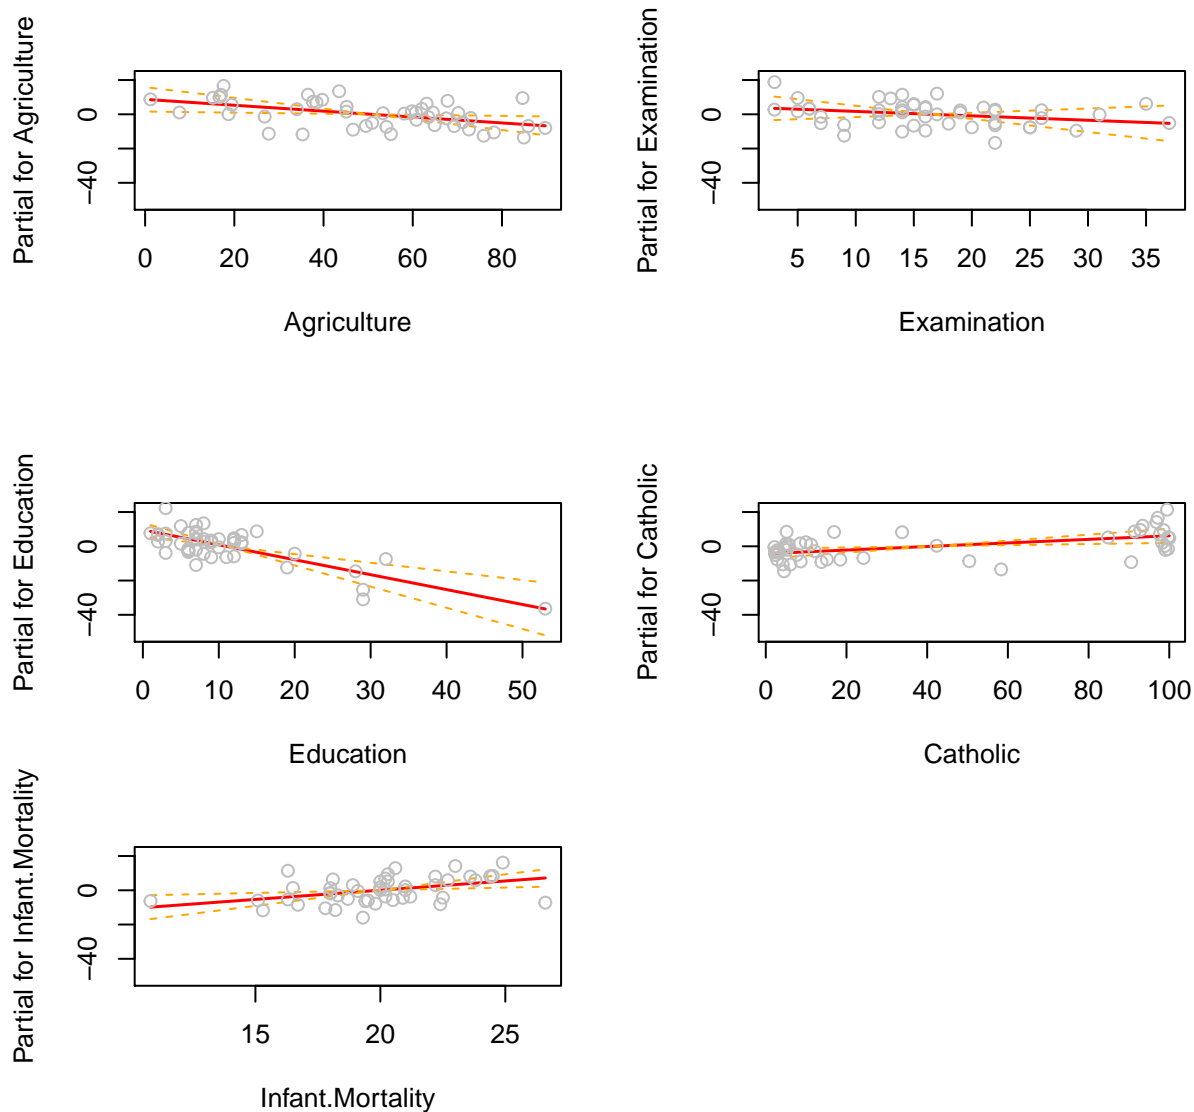 Partial for Agriculture
0
−40
0 20 40 60 80
Agriculture
Partial for Examination
0
−40
5 10 15 20 25 30 35
Examination
Partial for Education
0
−40
0 10 20 30 40 50
Education
Partial for Catholic
0
−40
0 20 40 60 80 100
Catholic
Partial for Infant.Mortality
0
−40
15 20 25
Infant.Mortality